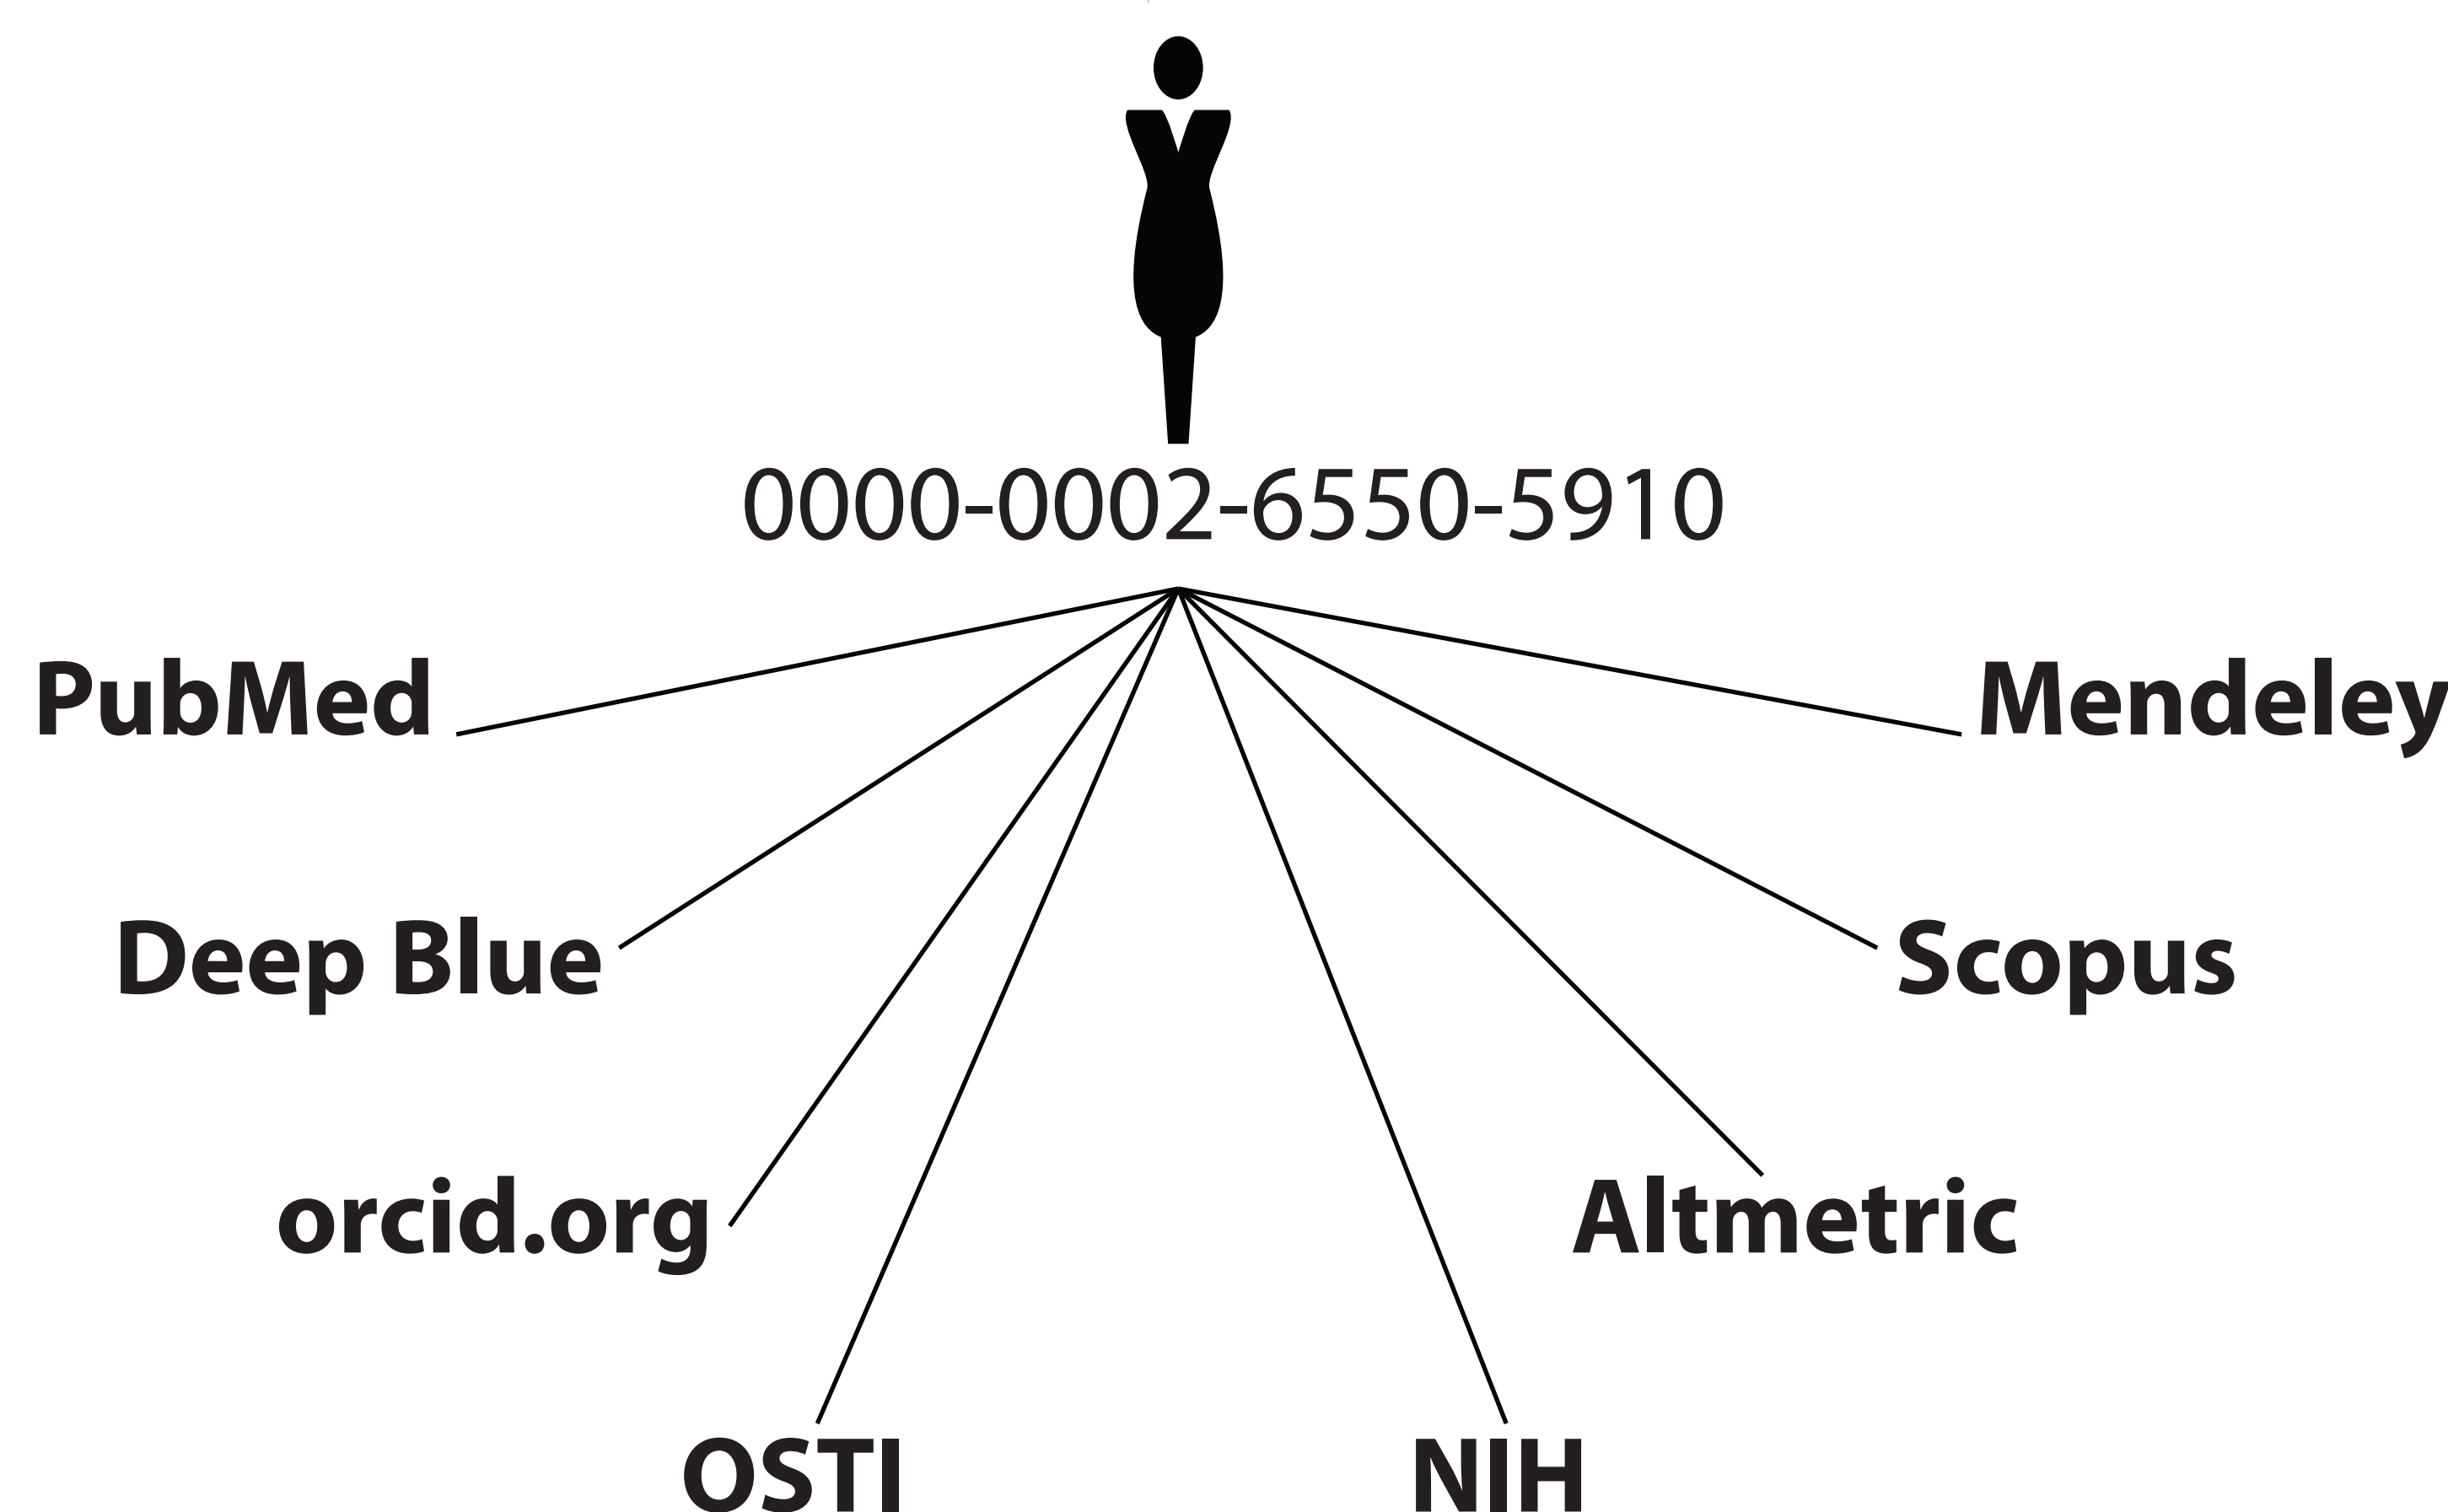 0000-0002-6550-5910
PubMed
Mendeley
Deep Blue
Scopus
orcid.org
Altmetric
OSTI
NIH